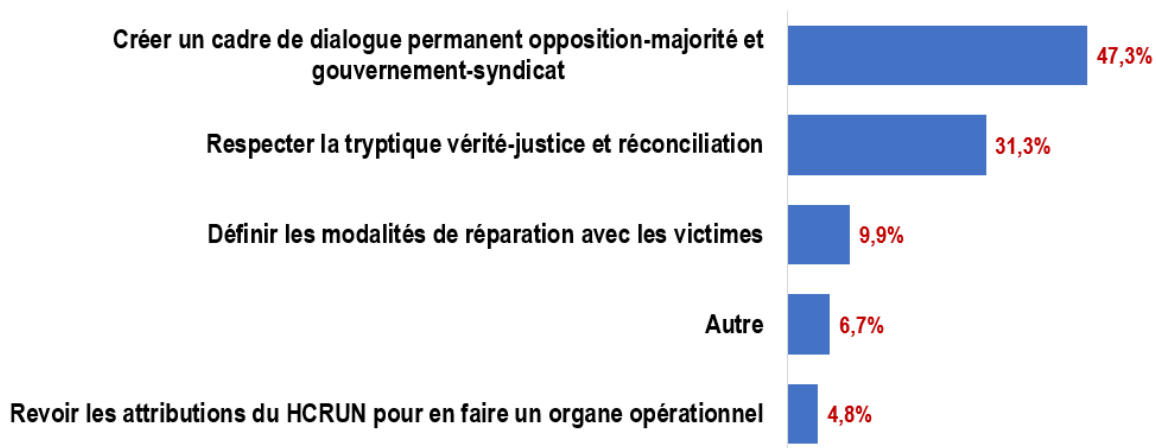 Créer un cadre de dialogue permanent opposition-majorité et
gouvernement-syndicat
47,3%
Respecter la tryptique vérité-justice et réconciliation
31,3%
Définir les modalités de réparation avec les victimes
9,9%
Autre
6,7%
Revoir les attributions du HCRUN pour en faire un organe opérationnel
4,8%